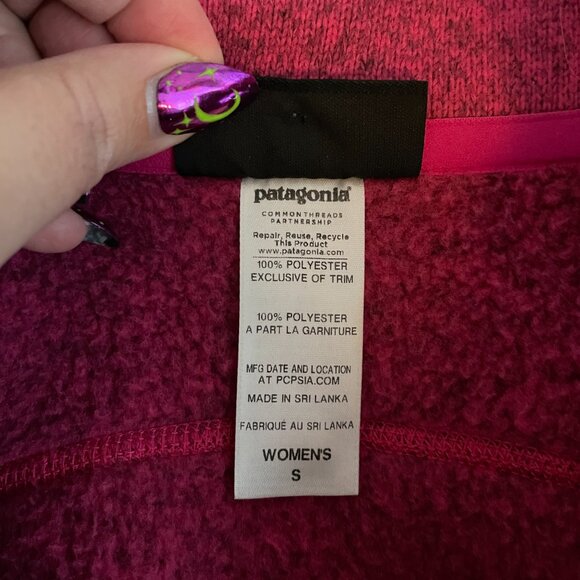 patagonia®
COMMONTHREADS
PARTNERSHIP
Repair, Reuse, Recycle
This Product
www.patagonia.com
100% POLYESTER
EXCLUSIVE OF TRIM
100% POLYESTER
A PART LA GARNITURE
MFG DATE AND LOCATION
AT PCPSIA.COM
MADE IN SRI LANKA
FABRIQUÉ AU SRI LANKA
WOMEN'S
S